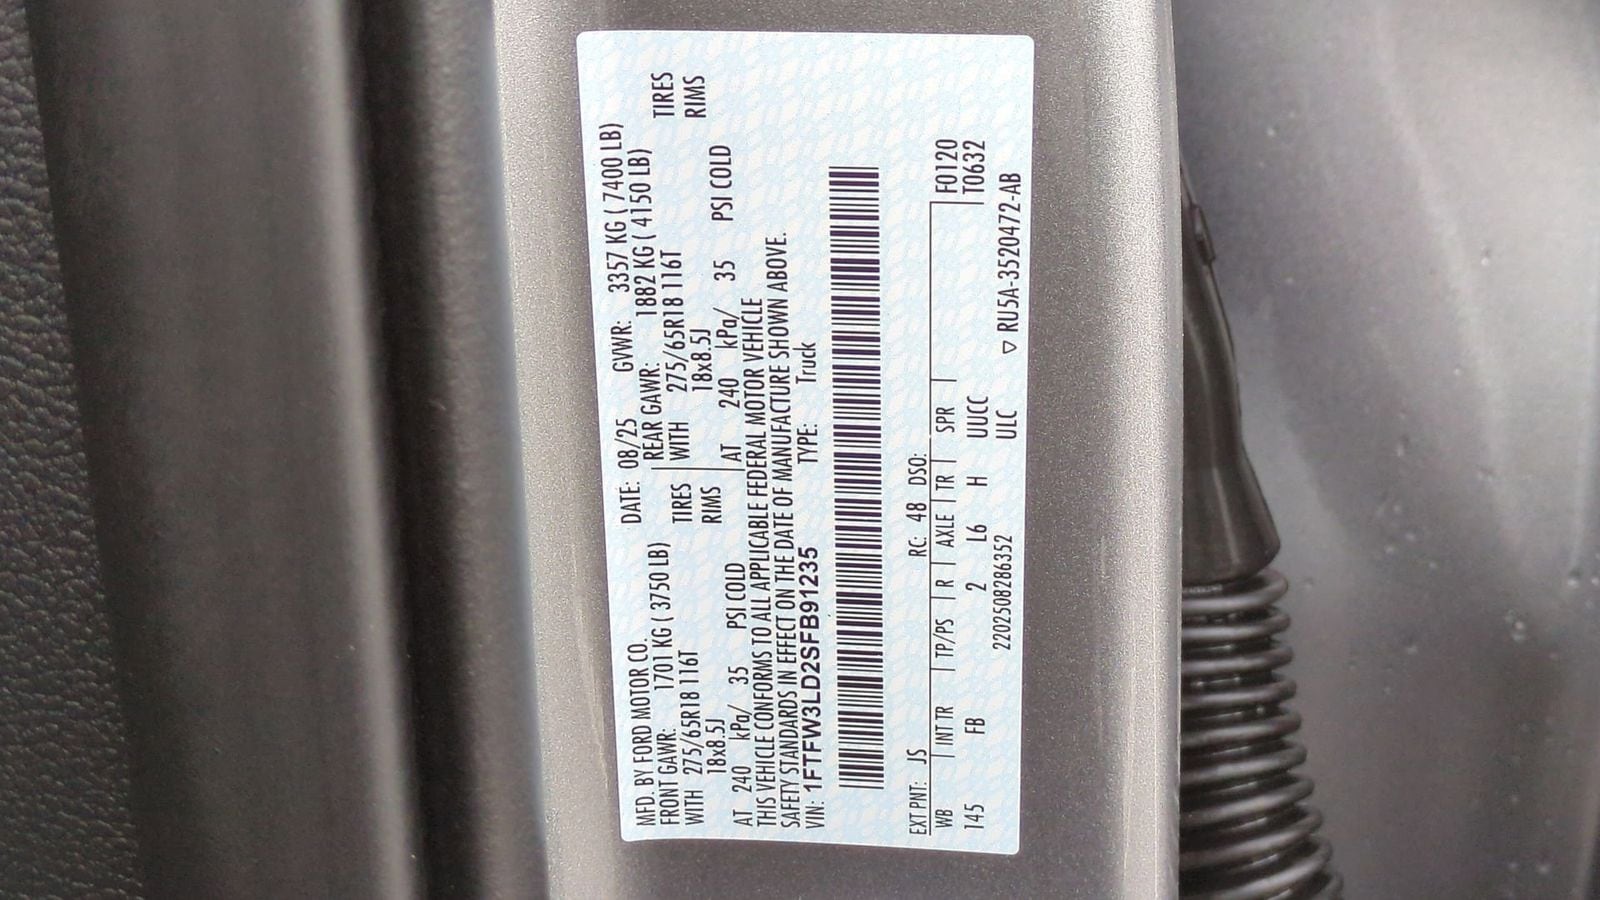 MFD. BY FORD MOTOR CO. DATE: 08/25 GVWR: 3357 KG ( 7400 LB)
FRONT GAWR: 1701 KG ( 3750 LB) REAR GAWR: 1882 KG ( 4150 LB)
WITH 275/65R18 116T TIRES WITH 275/65R18 116T TIRES
18x8.5J RIMS 18x8.5J RIMS
AT 240 kPa/ 35 PSI COLD AT 240 kPa/ 35 PSI COLD
THIS VEHICLE CONFORMS TO ALL APPLICABLE FEDERAL MOTOR VEHICLE
SAFETY STANDARDS IN EFFECT ON THE DATE OF MANUFACTURE SHOWN ABOVE.
VIN: 1FTFW3LD2SFB91235 TYPE: Truck
EXT PNT: JS RC: 48 DSO: F0120
WB INT TR TP/PS R AXLE TR SPR T0632
145 FB 2 L6 H UUCC
2202508286352 ULC ▽ RU5A-3520472-AB